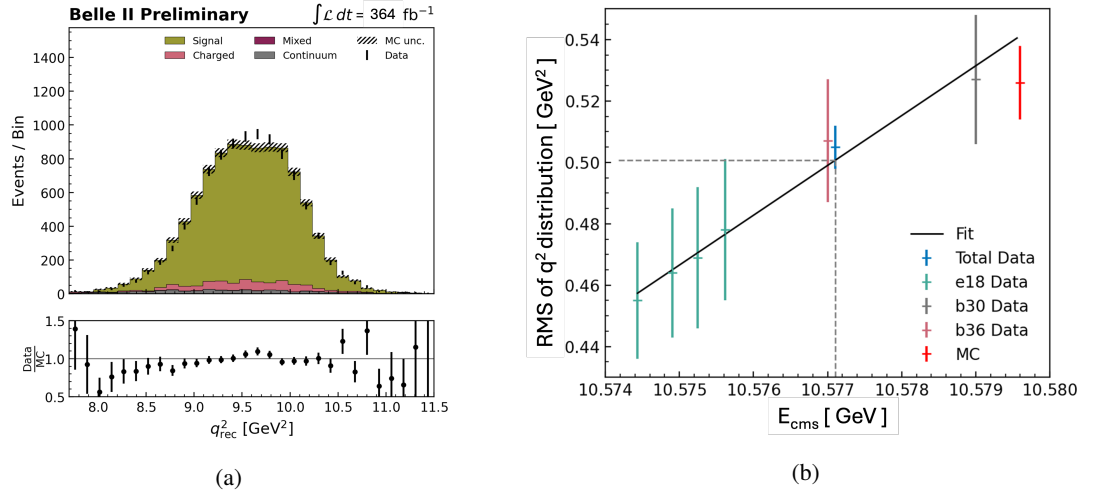 Belle II Preliminary ∫ℒ dt = 364 fb⁻¹
Signal Mixed MC unc.
Charged Continuum Data
Events / Bin
1400
1200
1000
800
600
400
200
0
Data
MC
1.5
1.0
0.5
8.0 8.5 9.0 9.5 10.0 10.5 11.0 11.5
q²rec [GeV²]
(a)
RMS of q² distribution [ GeV² ]
0.54
0.52
0.50
0.48
0.46
0.44
Fit
Total Data
e18 Data
b30 Data
b36 Data
MC
10.574 10.575 10.576 10.577 10.578 10.579 10.580
Ecms [ GeV ]
(b)